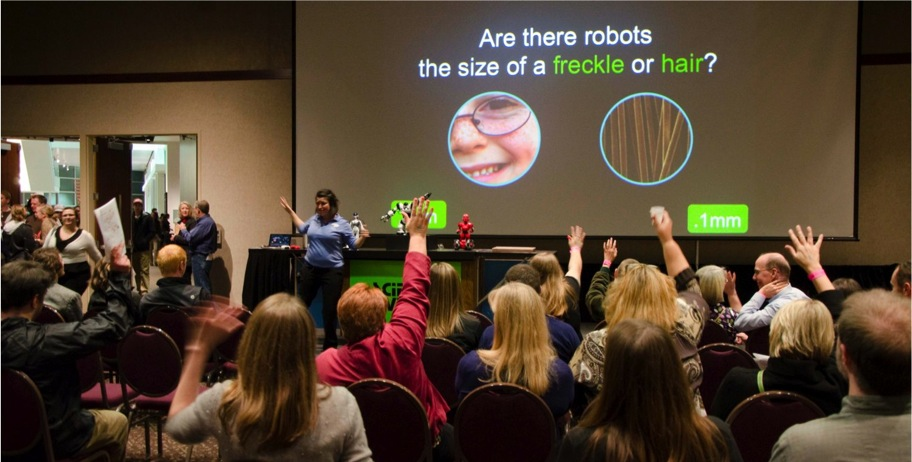 Are there robots
the size of a freckle or hair?
.1mm